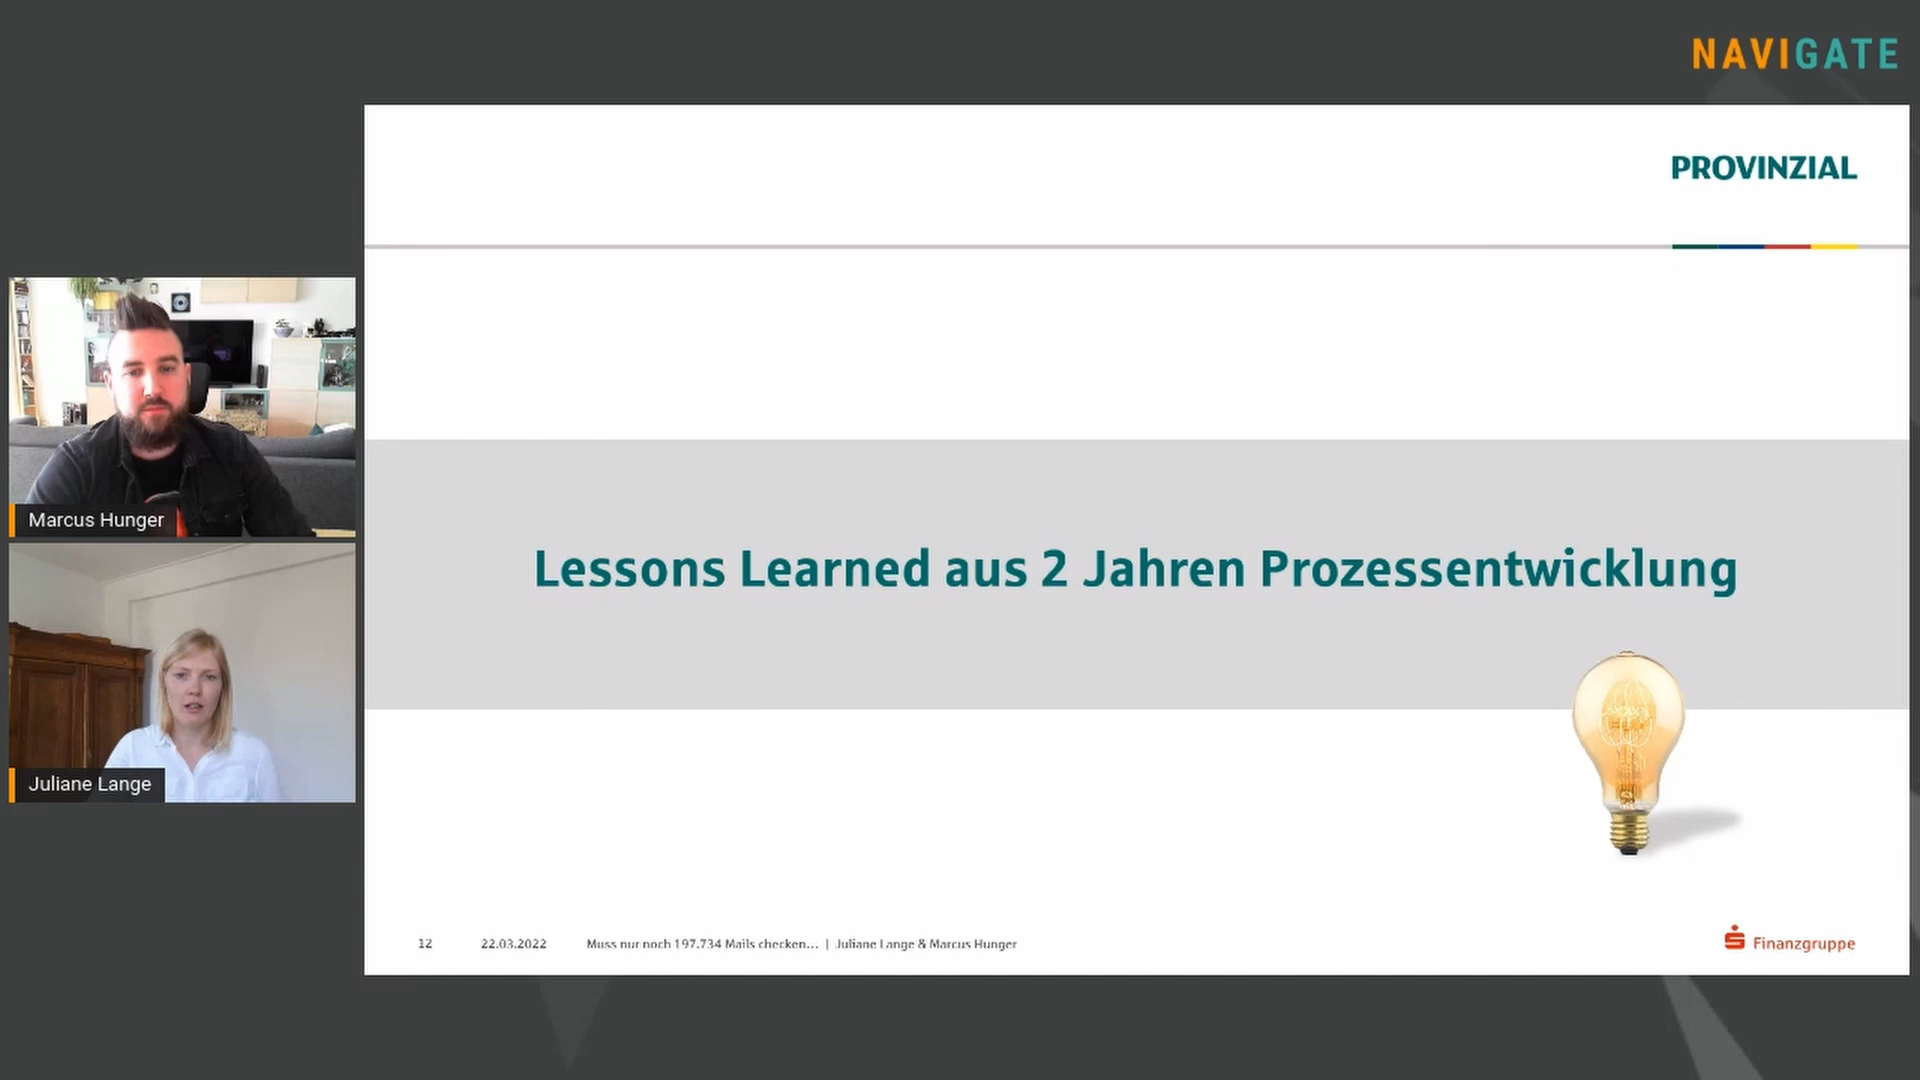 NAVIGATE
PROVINZIAL
Marcus Hunger
Juliane Lange
Lessons Learned aus 2 Jahren Prozessentwicklung
12 22.03.2022 Muss nur noch 197.734 Mails checken... | Juliane Lange & Marcus Hunger
Finanzgruppe